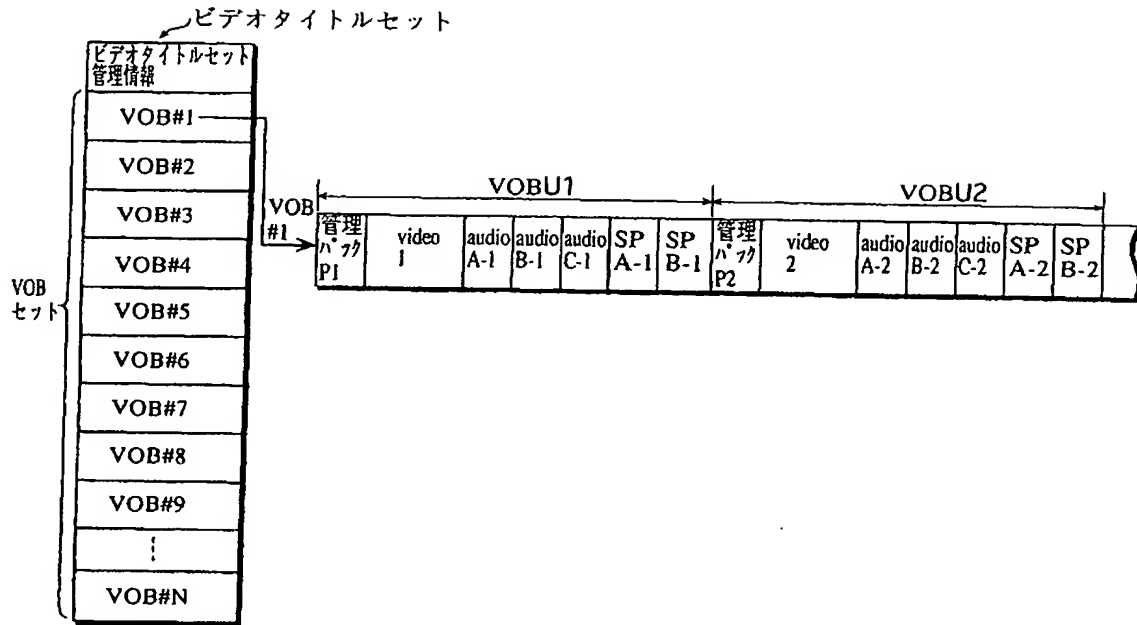 ビデオタイトルセット
ビデオタイトルセット
管理情報
VOB#1
VOB#2
VOB#3
VOB#4
VOB#5
VOB#6
VOB#7
VOB#8
VOB#9
VOB#N
VOB
セット
VOB
#1
VOBU1
VOBU2
管理
パック
P1
video
1
audio
A-1
audio
B-1
audio
C-1
SP
A-1
SP
B-1
管理
パック
P2
video
2
audio
A-2
audio
B-2
audio
C-2
SP
A-2
SP
B-2